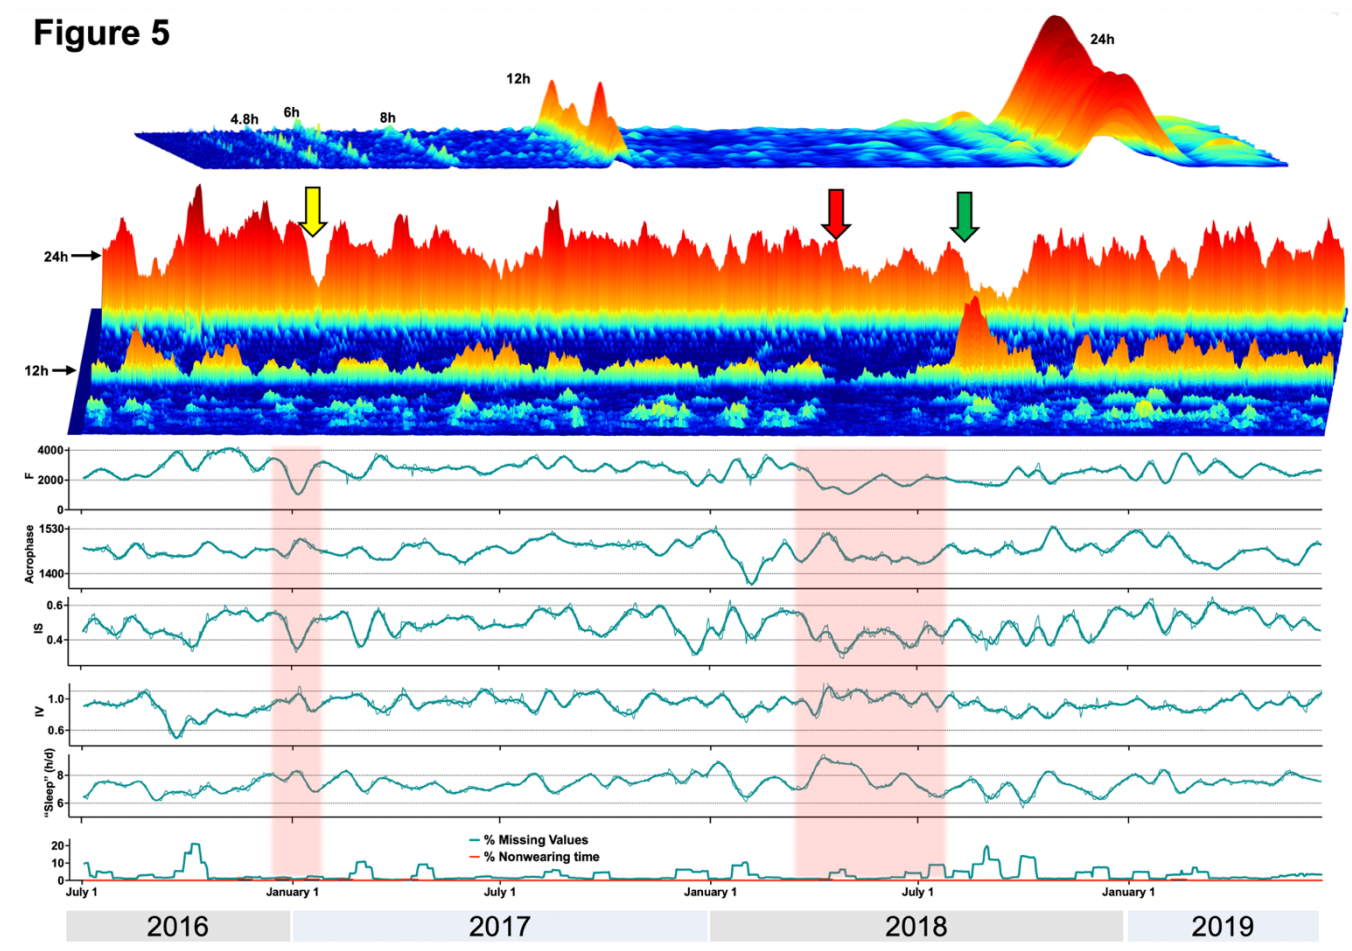 Figure 5
24h
12h
6h
4.8h
8h
24h
12h
4000
2000
0
F
1530
1400
Acrophase
0.6
0.4
IS
1.0
0.6
IV
8
6
"Sleep" (h/d)
20
10
0
% Missing Values
% Nonwearing time
July 1 January 1 July 1 January 1 July 1 January 1
2016 2017 2018 2019